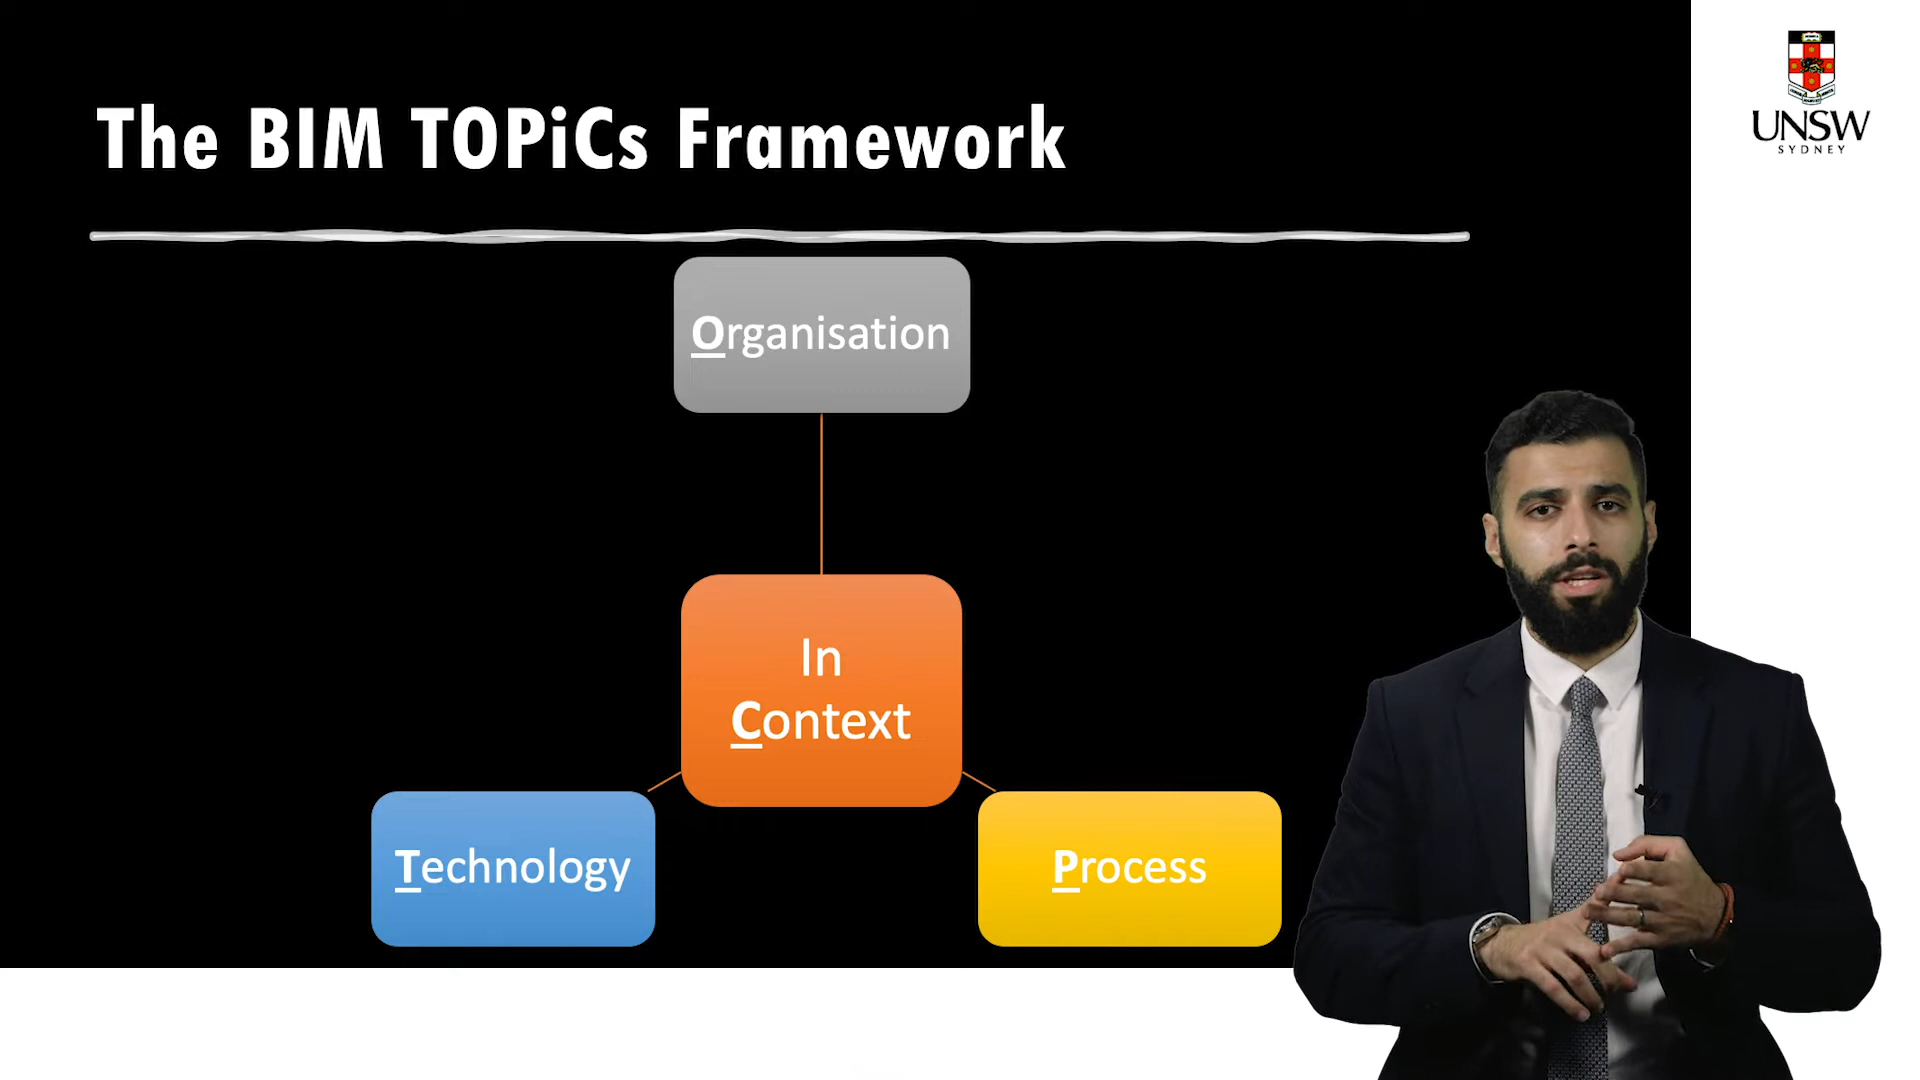 The BIM TOPiCs Framework
UNSW
SYDNEY
Organisation
In
Context
Technology
Process